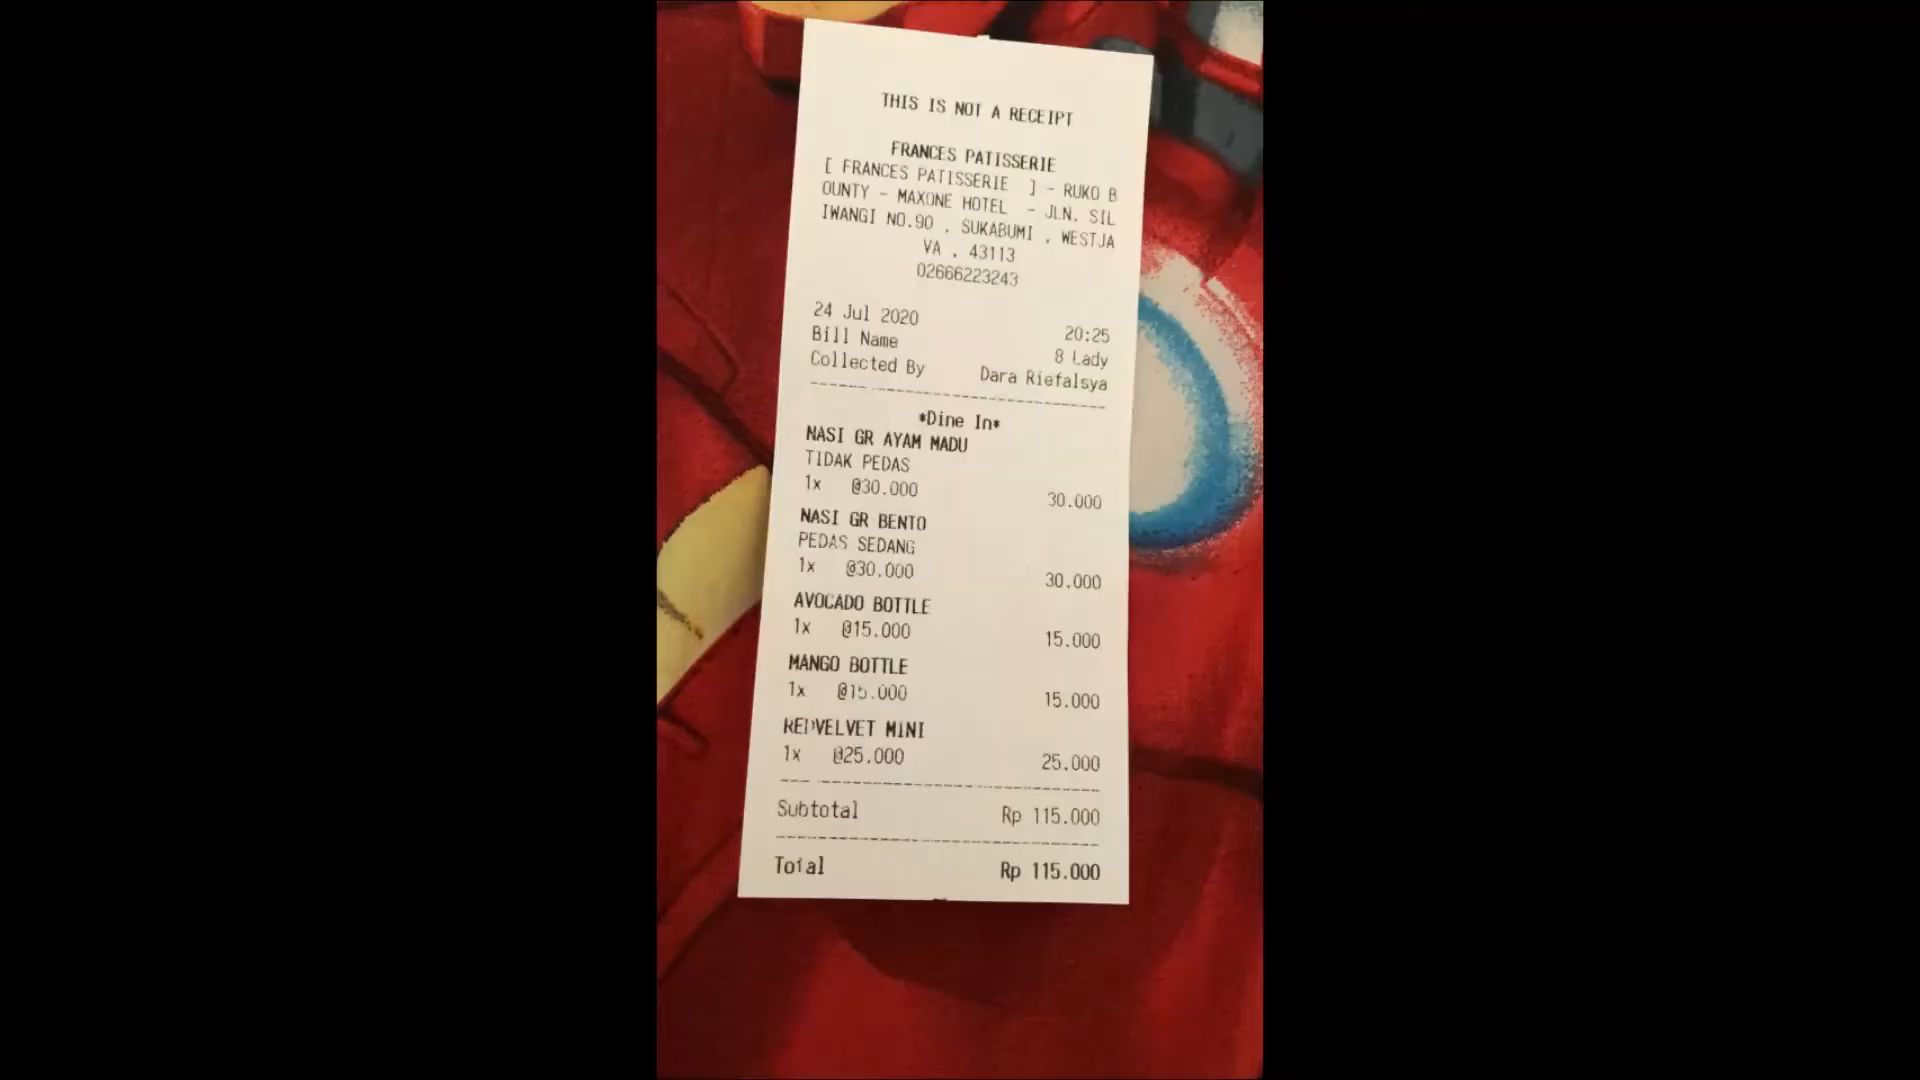 THIS IS NOT A RECEIPT
FRANCES PATISSERIE
[ FRANCES PATISSERIE ] - RUKO B
OUNTY - MAXONE HOTEL - JLN. SIL
IWANGI NO.90 , SUKABUMI , WESTJA
VA , 43113
02666223243
24 Jul 2020 20:25
Bill Name 8 Lady
Collected By Dara Riefalsya
*Dine In*
NASI GR AYAM MADU
TIDAK PEDAS
1x @30.000 30.000
NASI GR BENTO
PEDAS SEDANG
1x @30.000 30.000
AVOCADO BOTTLE
1x @15.000 15.000
MANGO BOTTLE
1x @15.000 15.000
REDVELVET MINI
1x @25.000 25.000
Subtotal Rp 115.000
Total Rp 115.000